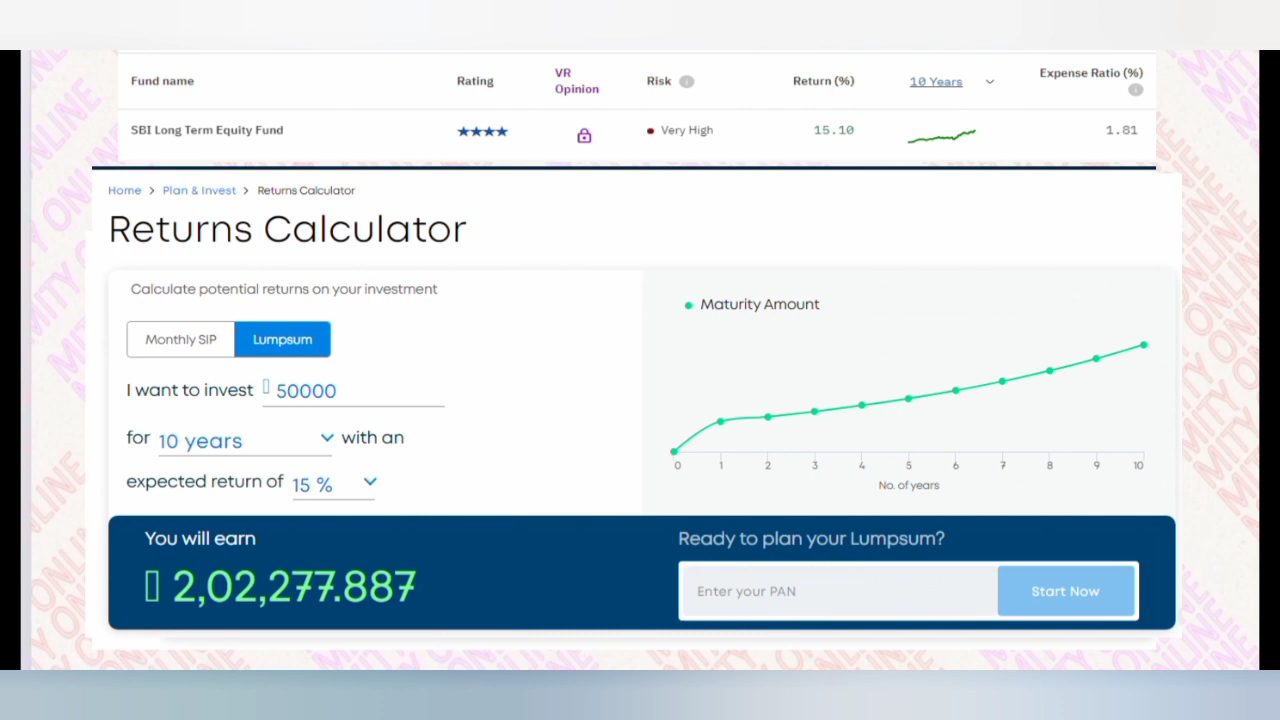 Fund name Rating VR Opinion Risk Return (%) 10 Years Expense Ratio (%)
SBI Long Term Equity Fund ★★★★ Very High 15.10 1.81
Home > Plan & Invest > Returns Calculator
Returns Calculator
Calculate potential returns on your investment
Monthly SIP Lumpsum
I want to invest 50000
for 10 years with an
expected return of 15 %
Maturity Amount
0 1 2 3 4 5 6 7 8 9 10
No. of years
You will earn
2,02,277.887
Ready to plan your Lumpsum?
Enter your PAN Start Now
MITY ONLINE